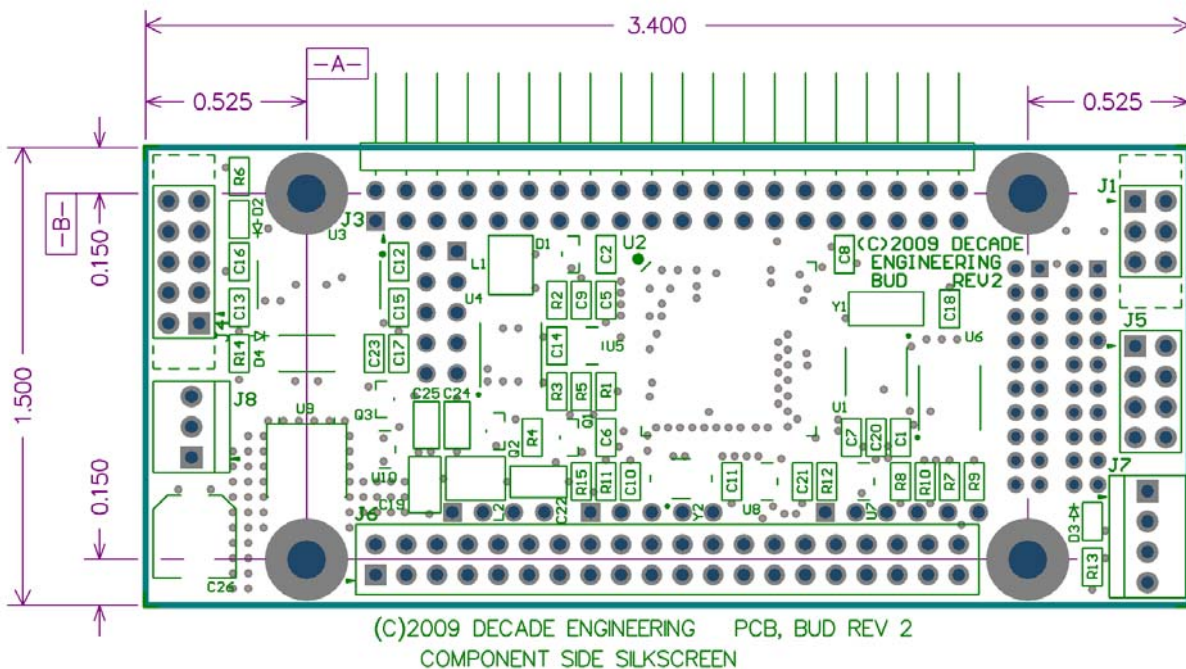 3.400
-A-
0.525
0.525
R6
J1
D2
-B-
J3
U3
0.150
C16
C12
L1
D1
C2
U2
C8
(C)2009 DECADE
ENGINEERING
BUD REV2
C13
C15
U4
R2
C9
C5
Y1
C18
J5
R14
D4
C23
C17
C14
U5
U6
1.500
J8
U9
Q3
C25
C24
R3
R5
R1
Q1
U1
R4
C6
C7
C20
C1
Q2
U10
J7
0.150
C19
L2
C22
R15
R11
C10
Y2
C11
U8
C21
R12
U7
R8
R10
R7
R9
J6
D3
C26
R13
(C)2009 DECADE ENGINEERING PCB, BUD REV 2
COMPONENT SIDE SILKSCREEN